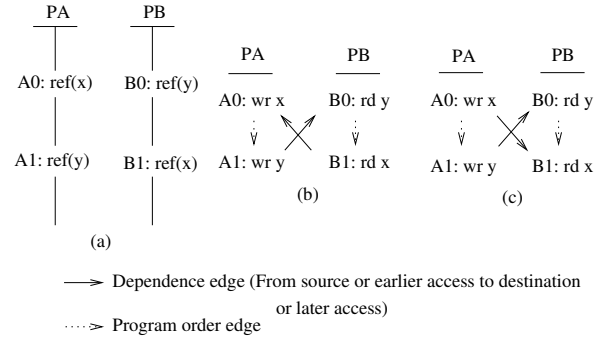 PA PB
A0: ref(x) B0: ref(y)
A1: ref(y) B1: ref(x)
(a)
PA PB
A0: wr x B0: rd y
A1: wr y B1: rd x
(b)
PA PB
A0: wr x B0: rd y
A1: wr y B1: rd x
(c)
Dependence edge (From source or earlier access to destination
or later access)
Program order edge